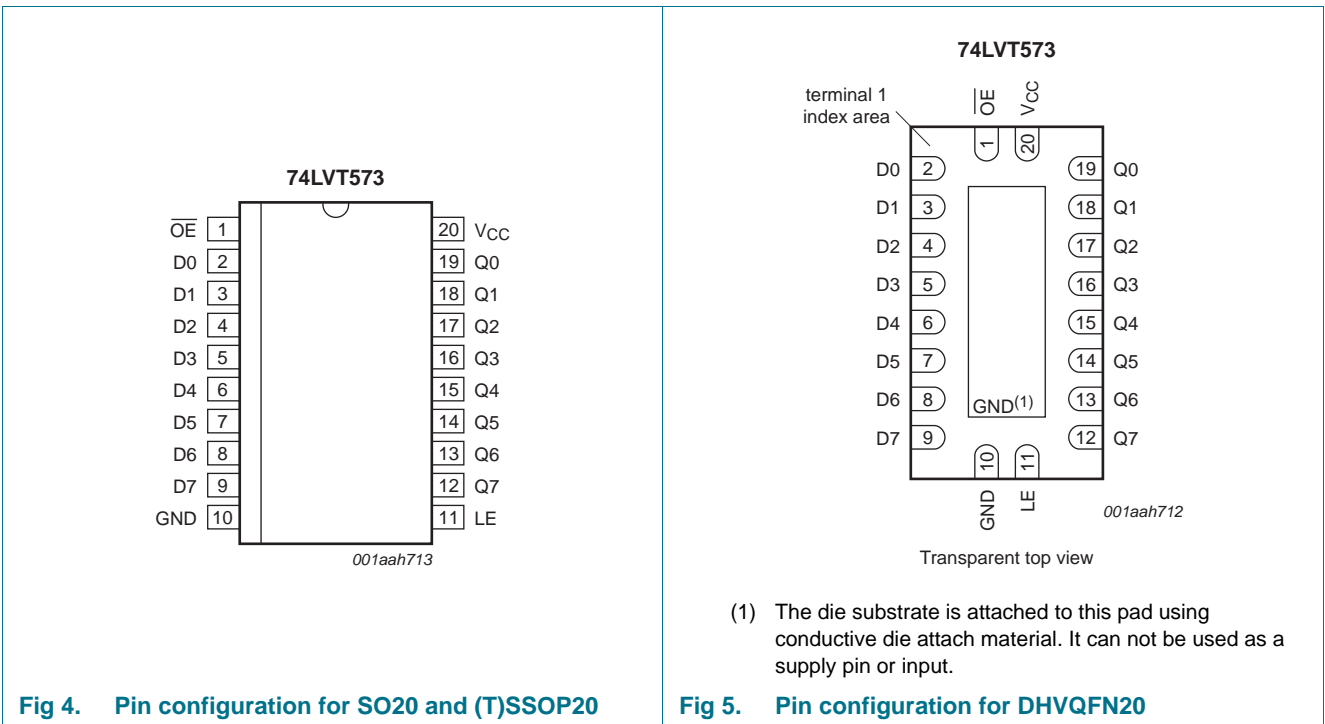 74LVT573
OE 1 20 VCC
D0 2 19 Q0
D1 3 18 Q1
D2 4 17 Q2
D3 5 16 Q3
D4 6 15 Q4
D5 7 14 Q5
D6 8 13 Q6
D7 9 12 Q7
GND 10 11 LE
001aah713
Fig 4. Pin configuration for SO20 and (T)SSOP20
74LVT573
terminal 1
index area
OE VCC
1 20
D0 2 19 Q0
D1 3 18 Q1
D2 4 17 Q2
D3 5 16 Q3
D4 6 15 Q4
D5 7 14 Q5
D6 8 GND(1) 13 Q6
D7 9 12 Q7
10 11
GND LE
001aah712
Transparent top view
(1) The die substrate is attached to this pad using
conductive die attach material. It can not be used as a
supply pin or input.
Fig 5. Pin configuration for DHVQFN20